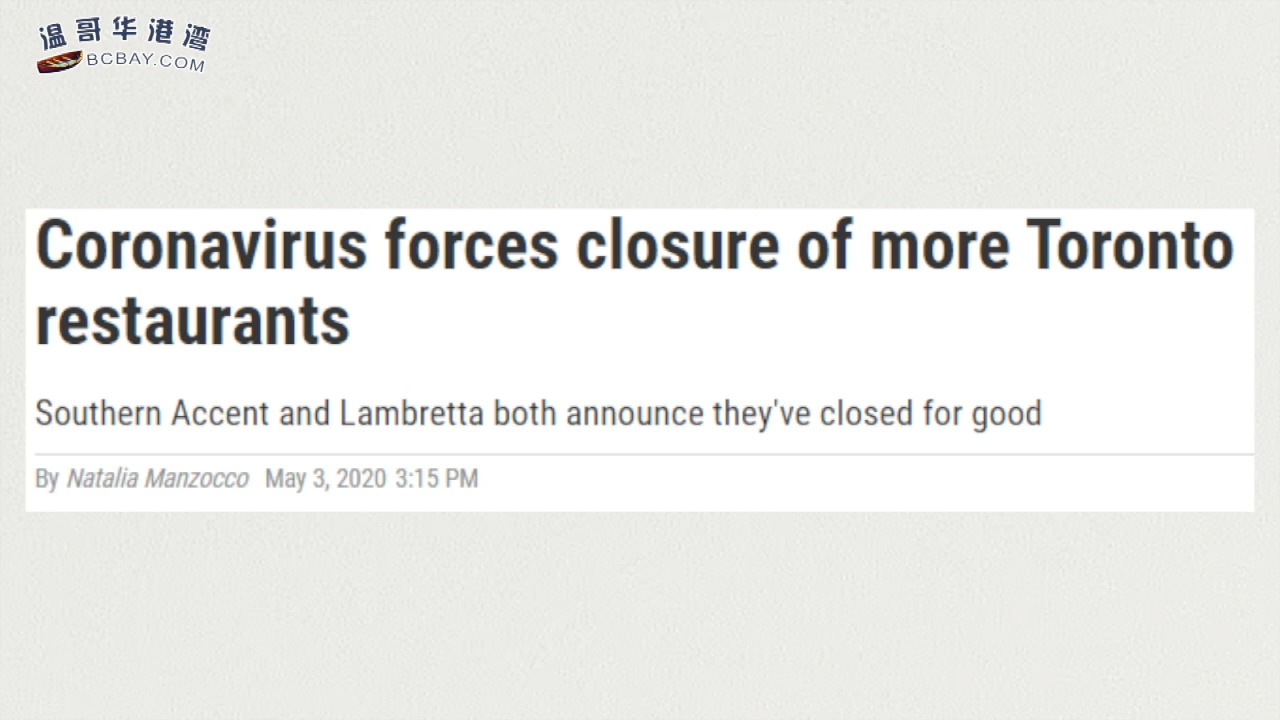 温哥华港湾
BCBAY.COM
Coronavirus forces closure of more Toronto
restaurants
Southern Accent and Lambretta both announce they've closed for good
By Natalia Manzocco May 3, 2020 3:15 PM